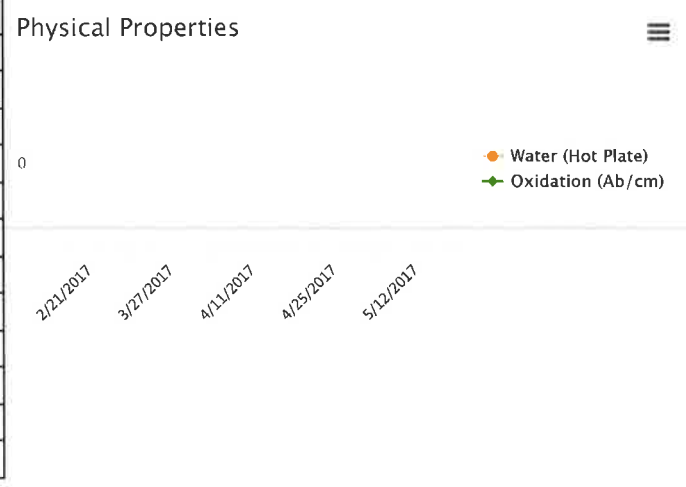 Physical Properties
0
Water (Hot Plate)
Oxidation (Ab/cm)
2/21/2017
3/27/2017
4/11/2017
4/25/2017
5/12/2017